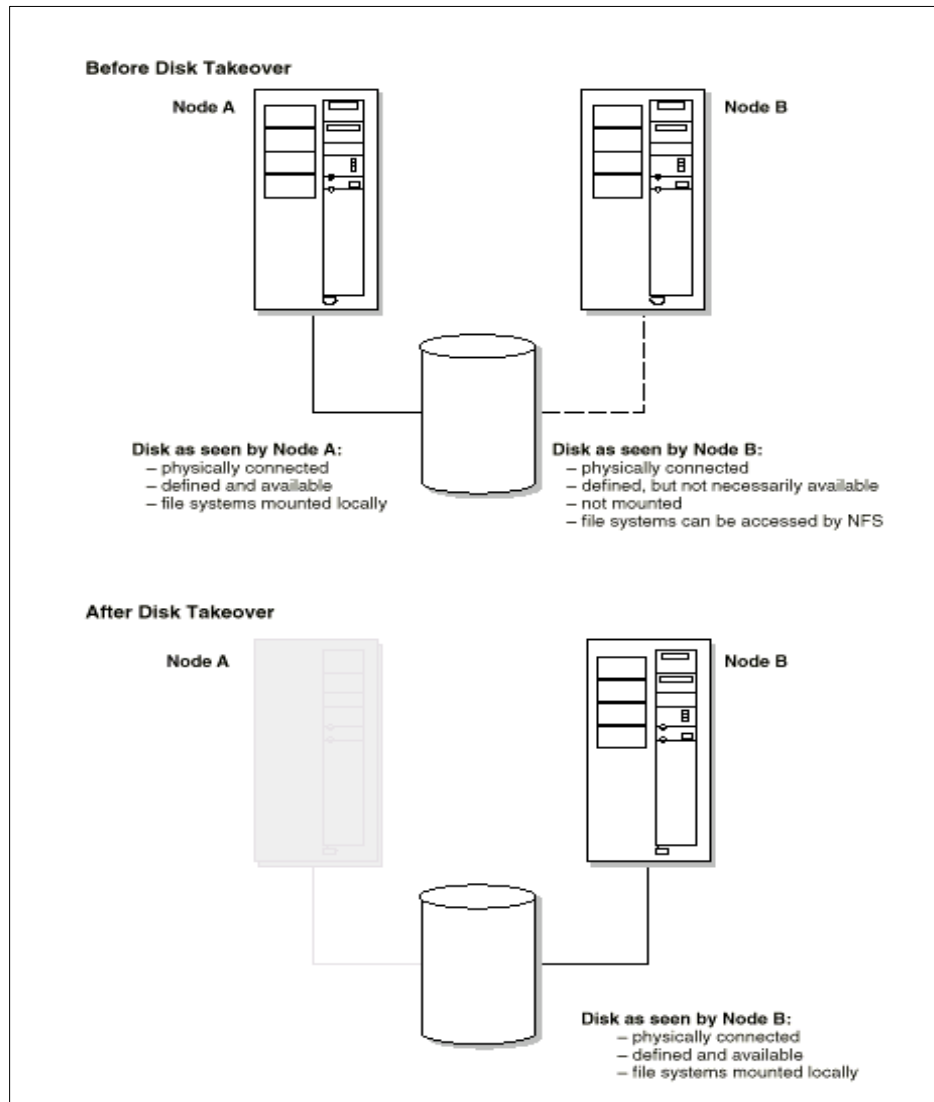 Before Disk Takeover
Node A
Node B
Disk as seen by Node A:
– physically connected
– defined and available
– file systems mounted locally
Disk as seen by Node B:
– physically connected
– defined, but not necessarily available
– not mounted
– file systems can be accessed by NFS
After Disk Takeover
Node A
Node B
Disk as seen by Node B:
– physically connected
– defined and available
– file systems mounted locally